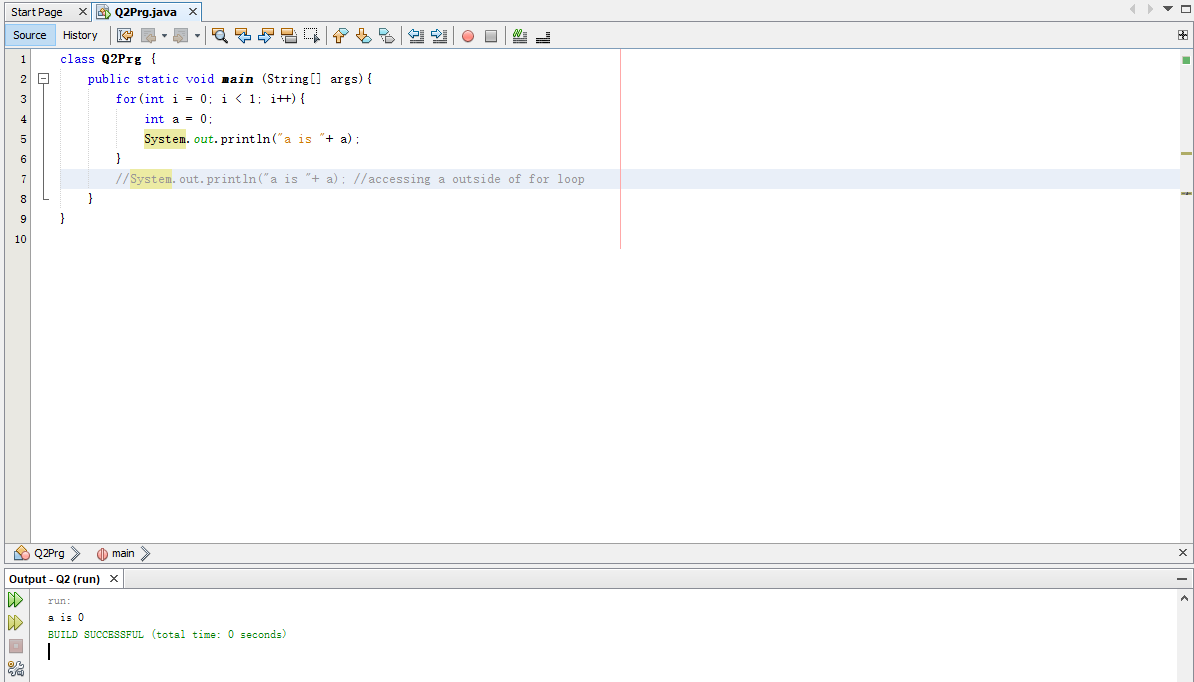 Start Page
Q2Prg.java
Source History
1 class Q2Prg {
2 public static void main (String[] args){
3 for(int i = 0; i < 1; i++){
4 int a = 0;
5 System.out.println("a is "+ a);
6 }
7 //System.out.println("a is "+ a); //accessing a outside of for loop
8 }
9 }
10
Q2Prg main
Output - Q2 (run)
run:
a is 0
BUILD SUCCESSFUL (total time: 0 seconds)